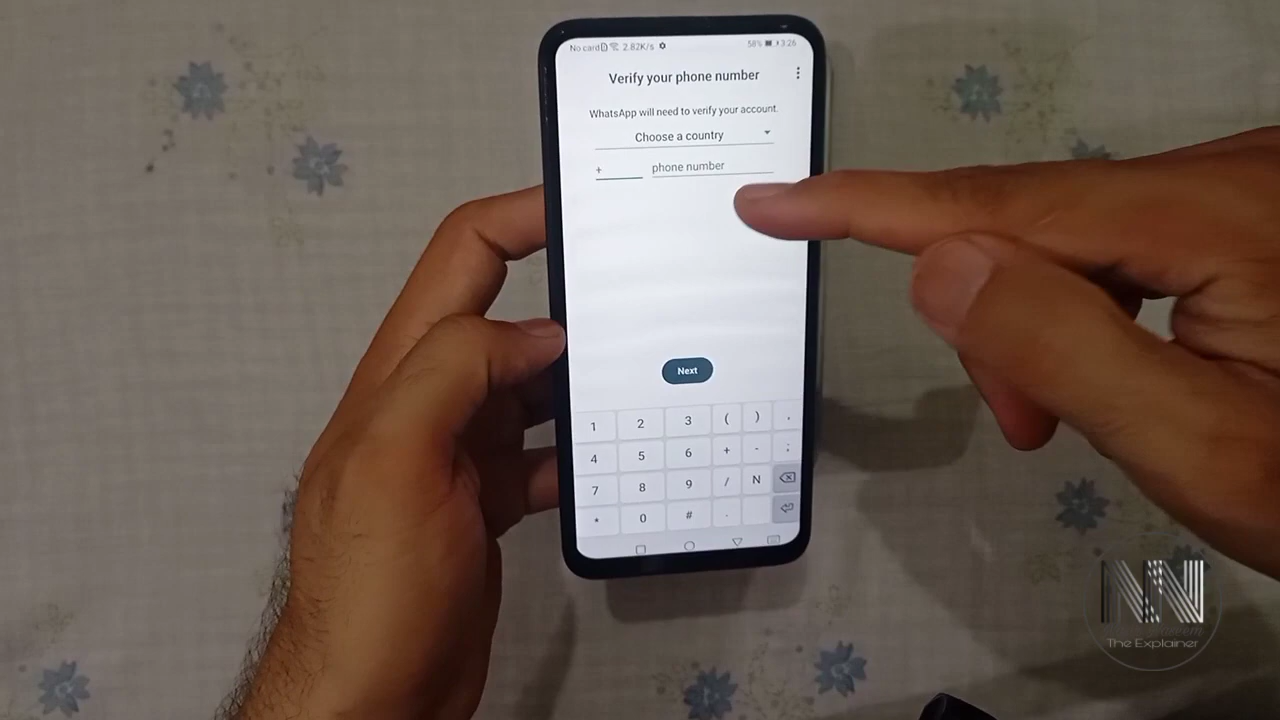 No card 2.82K/s 58% 3:26
Verify your phone number
WhatsApp will need to verify your account.
Choose a country
+ phone number
Next
1 2 3 ( ) .
4 5 6 + - ;
7 8 9 / N
* 0 # .
NN
The Explainer